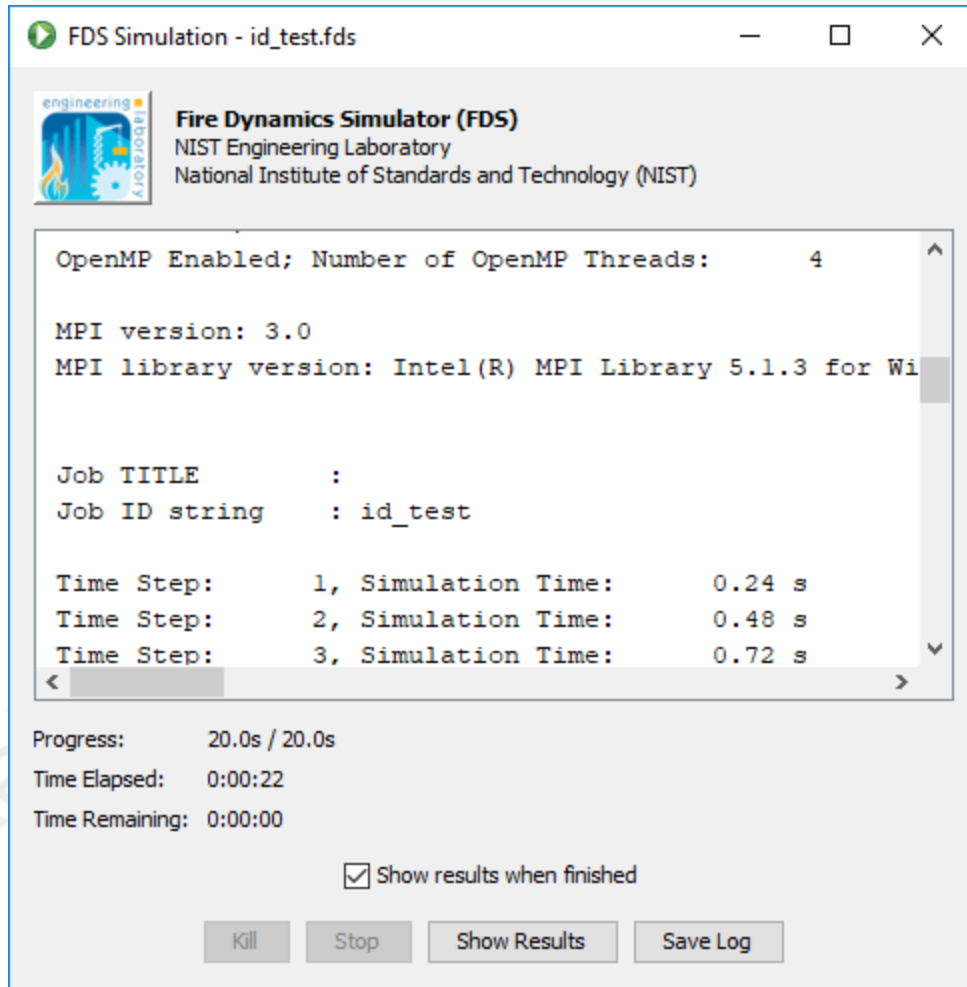 FDS Simulation - id_test.fds
engineering
laboratory
Fire Dynamics Simulator (FDS)
NIST Engineering Laboratory
National Institute of Standards and Technology (NIST)
OpenMP Enabled; Number of OpenMP Threads: 4
MPI version: 3.0
MPI library version: Intel(R) MPI Library 5.1.3 for Wi
Job TITLE :
Job ID string : id_test
Time Step: 1, Simulation Time: 0.24 s
Time Step: 2, Simulation Time: 0.48 s
Time Step: 3, Simulation Time: 0.72 s
Progress: 20.0s / 20.0s
Time Elapsed: 0:00:22
Time Remaining: 0:00:00
Show results when finished
Kill Stop Show Results Save Log